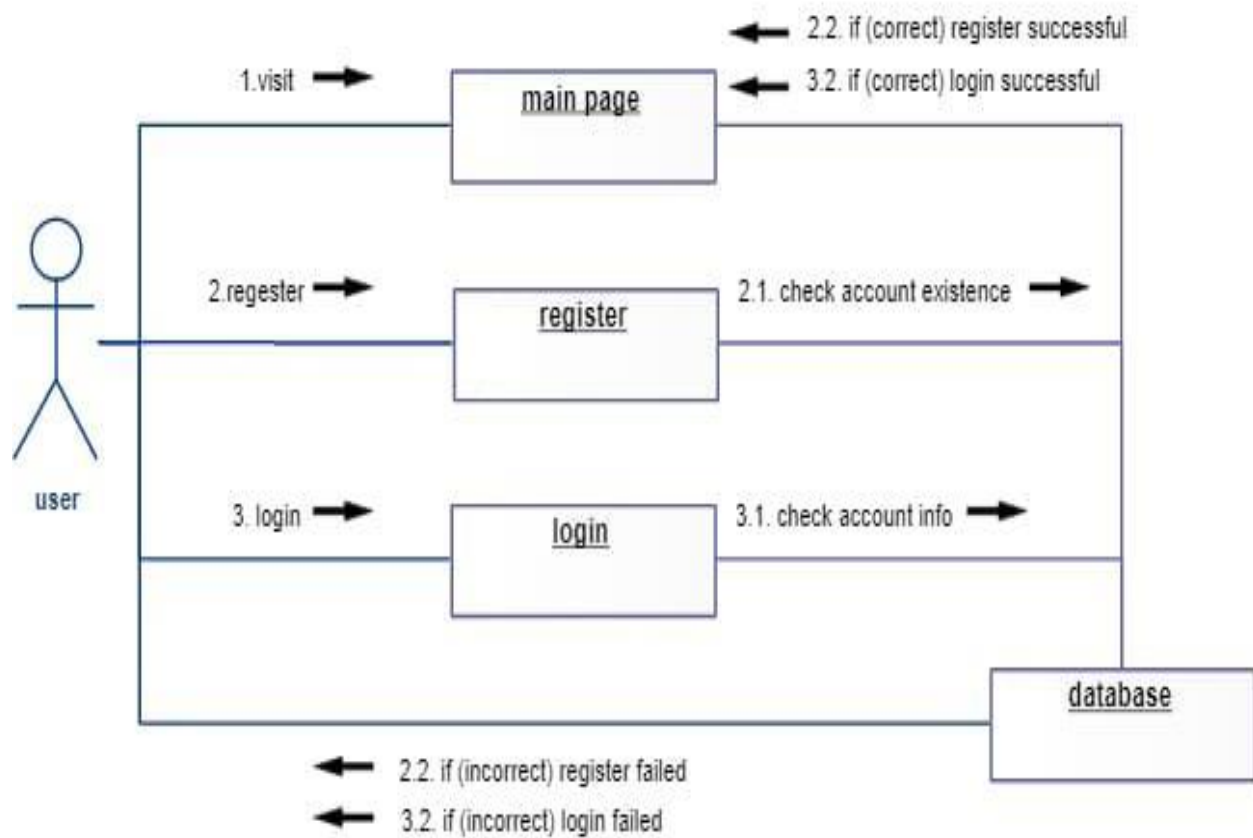 2.2. if (correct) register successful
1.visit
3.2. if (correct) login successful
main page
2.regester
2.1. check account existence
register
user
3. login
3.1. check account info
login
database
2.2. if (incorrect) register failed
3.2. if (incorrect) login failed